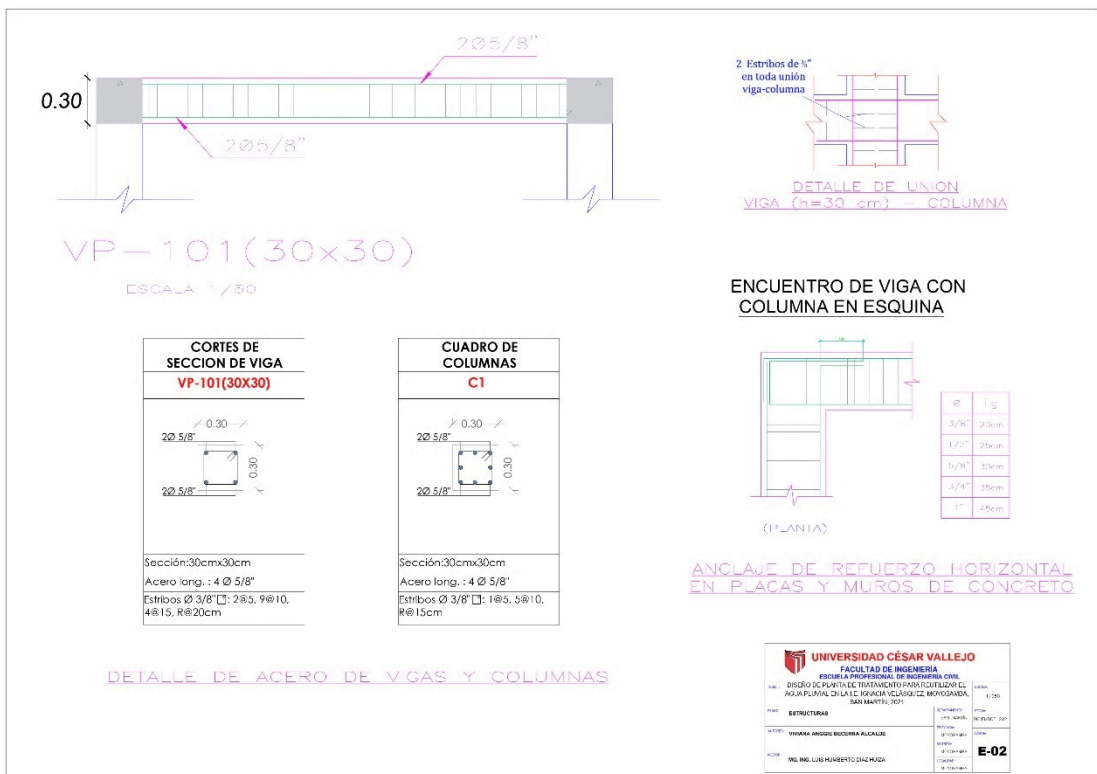 2Ø5/8"
0.30
2Ø5/8"
VP-101(30x30)
ESCALA 1/50
2 Estribos de ¾"
en toda unión
viga-columna
DETALLE DE UNION
VIGA (h=30 cm) - COLUMNA
ENCUENTRO DE VIGA CON
COLUMNA EN ESQUINA
Ø Lg
3/8" 20cm
1/2" 25cm
5/8" 30cm
3/4" 35cm
1" 45cm
(PLANTA)
ANCLAJE DE REFUERZO HORIZONTAL
EN PLACAS Y MUROS DE CONCRETO
CORTES DE
SECCION DE VIGA
VP-101(30X30)
0.30
2Ø 5/8"
0.30
2Ø 5/8"
Sección:30cmx30cm
Acero long. : 4 Ø 5/8"
Estribos Ø 3/8" : 2@5, 9@10,
4@15, R@20cm
CUADRO DE
COLUMNAS
C1
0.30
2Ø 5/8"
0.30
2Ø 5/8"
Sección:30cmx30cm
Acero long. : 4 Ø 5/8"
Estribos Ø 3/8" : 1@5, 5@10,
R@15cm
DETALLE DE ACERO DE VIGAS Y COLUMNAS
UNIVERSIDAD CÉSAR VALLEJO
FACULTAD DE INGENIERÍA
ESCUELA PROFESIONAL DE INGENIERÍA CIVIL
DISEÑO DE PLANTA DE TRATAMIENTO PARA REUTILIZAR EL
AGUA PLUVIAL EN LA I.E. IGNACIA VELÁSQUEZ, MOYOBAMBA,
SAN MARTÍN, 2021
ESTRUCTURAS
VIVIANA ANGGIE BECERRA ALCALDE
MG. ING. LUIS HUMBERTO DÍAZ HUIZA
E-02